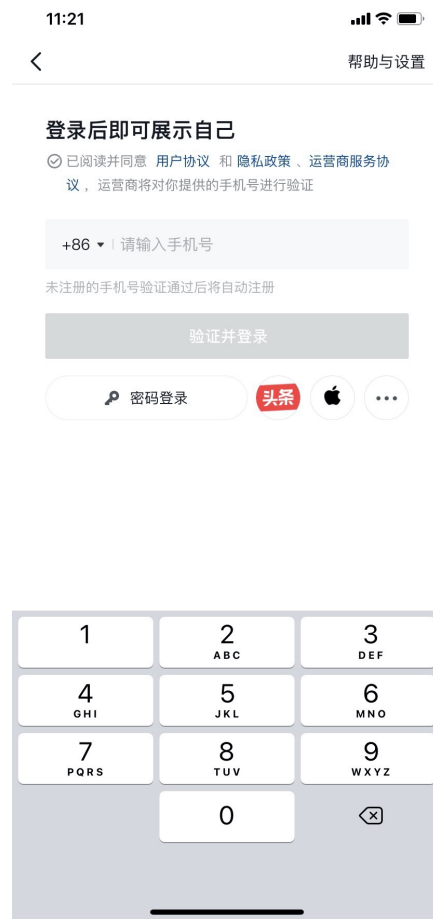 11:21
帮助与设置
登录后即可展示自己
已阅读并同意 用户协议 和 隐私政策 、运营商服务协
议 ，运营商将对你提供的手机号进行验证
+86 请输入手机号
未注册的手机号验证通过后将自动注册
验证并登录
密码登录 头条
1 2 3
ABC DEF
4 5 6
GHI JKL MNO
7 8 9
PQRS TUV WXYZ
0